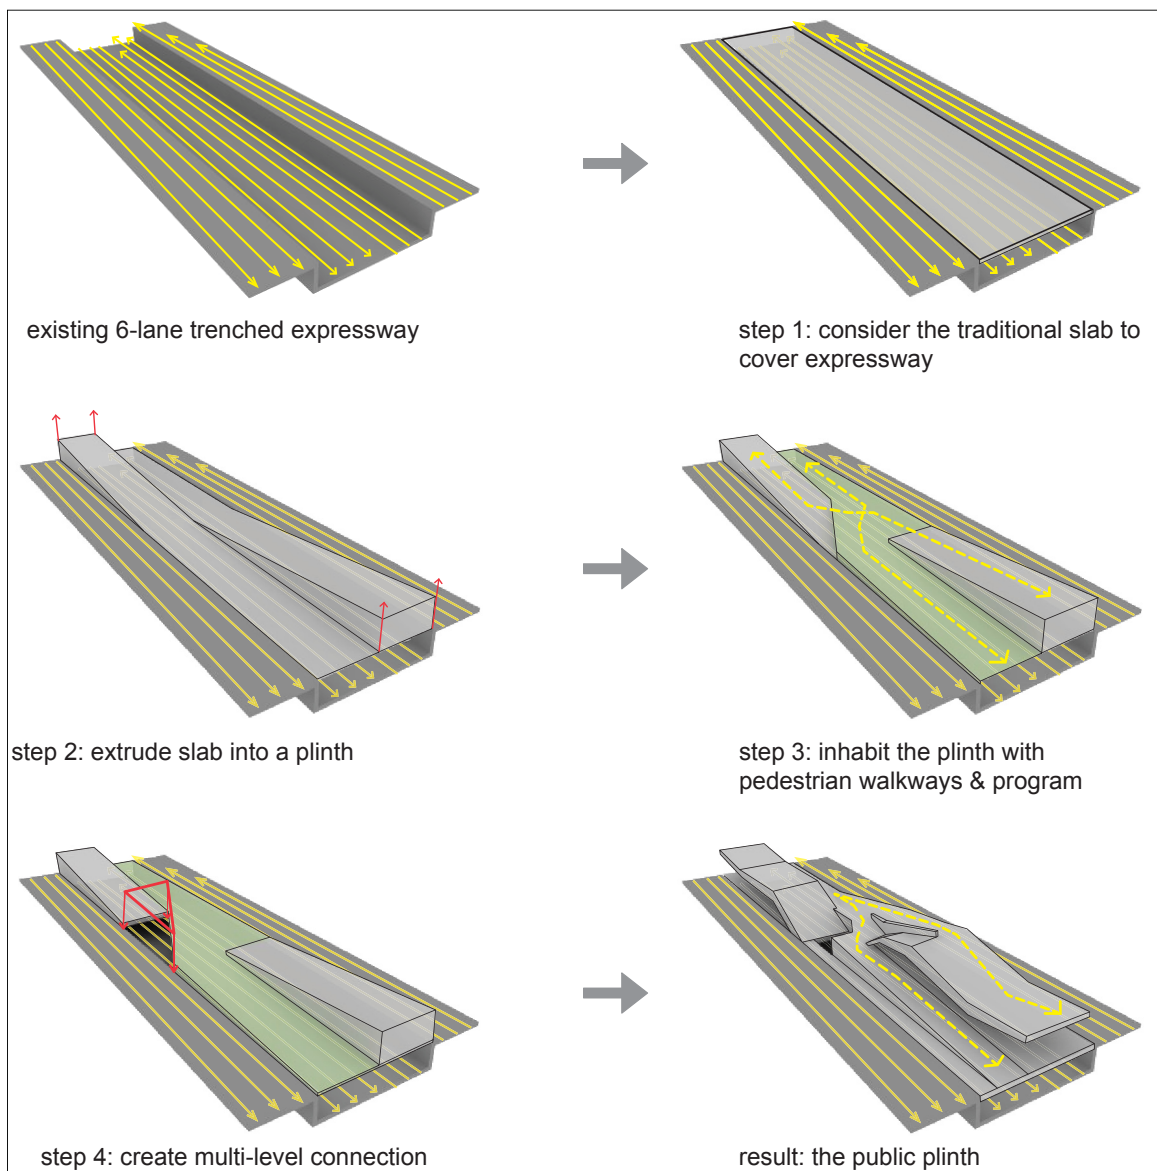 existing 6-lane trenched expressway
step 1: consider the traditional slab to
cover expressway
step 2: extrude slab into a plinth
step 3: inhabit the plinth with
pedestrian walkways & program
step 4: create multi-level connection
result: the public plinth